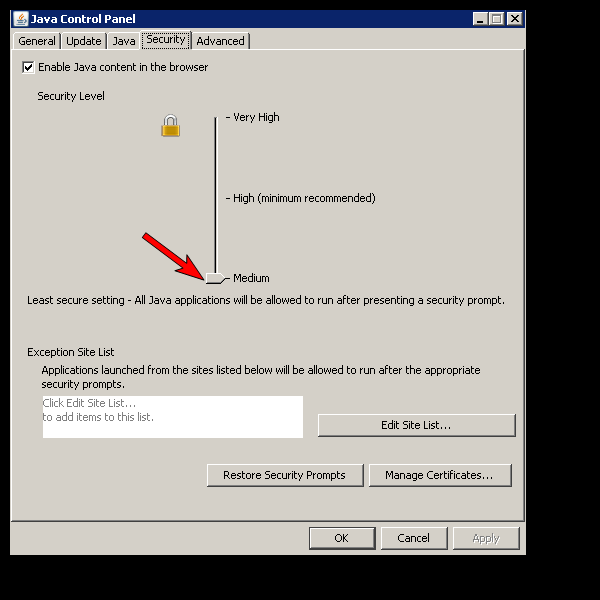 Java Control Panel
General Update Java Security Advanced
Enable Java content in the browser
Security Level
- Very High
- High (minimum recommended)
- Medium
Least secure setting - All Java applications will be allowed to run after presenting a security prompt.
Exception Site List
Applications launched from the sites listed below will be allowed to run after the appropriate
security prompts.
Click Edit Site List...
to add items to this list.
Edit Site List...
Restore Security Prompts Manage Certificates...
OK Cancel Apply